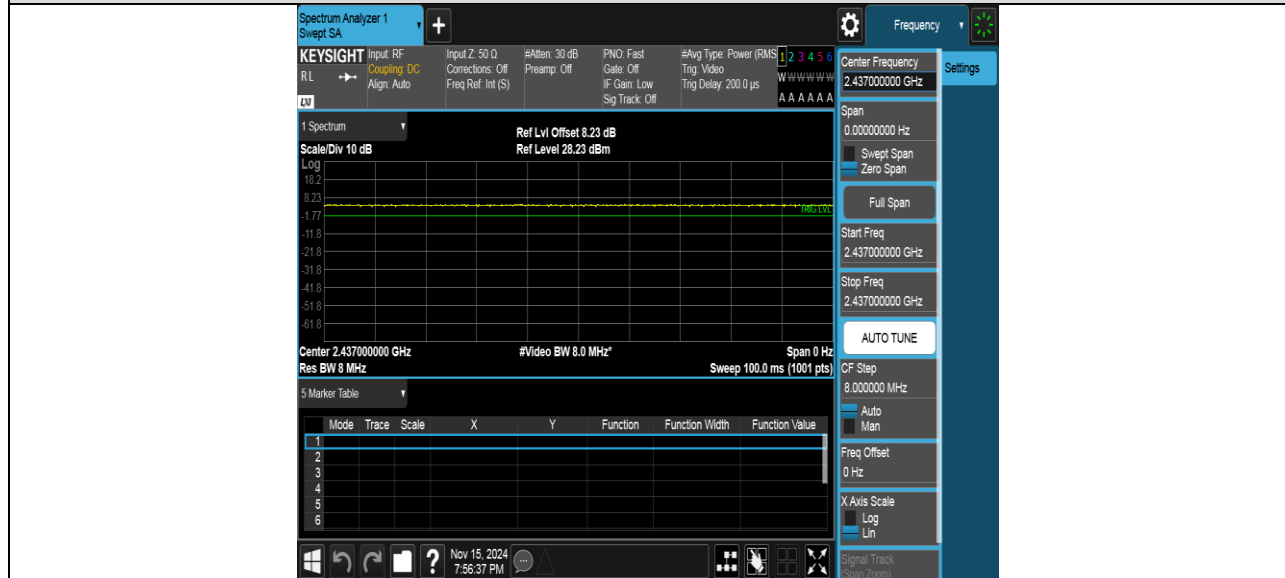 Spectrum Analyzer 1
Swept SA
+
Frequency
KEYSIGHT
RL
LXI
Input: RF
Coupling: DC
Align: Auto
Input Z: 50 Ω
Corrections: Off
Freq Ref: Int (S)
#Atten: 30 dB
Preamp: Off
PNO: Fast
Gate: Off
IF Gain: Low
Sig Track: Off
#Avg Type: Power (RMS
Trig: Video
Trig Delay: 200.0 µs
1 2 3 4 5 6
W W W W W W
A A A A A A
1 Spectrum
Scale/Div 10 dB
Ref Lvl Offset 8.23 dB
Ref Level 28.23 dBm
Log
18.2
8.23
-1.77
-11.8
-21.8
-31.8
-41.8
-51.8
-61.8
TRIG LVL
Center 2.437000000 GHz
#Video BW 8.0 MHz*
Span 0 Hz
Res BW 8 MHz
Sweep 100.0 ms (1001 pts)
5 Marker Table
Mode Trace Scale X Y Function Function Width Function Value
1
2
3
4
5
6
Nov 15, 2024
7:56:37 PM
Center Frequency
2.437000000 GHz
Settings
Span
0.00000000 Hz
Swept Span
Zero Span
Full Span
Start Freq
2.437000000 GHz
Stop Freq
2.437000000 GHz
AUTO TUNE
CF Step
8.000000 MHz
Auto
Man
Freq Offset
0 Hz
X Axis Scale
Log
Lin
Signal Track
(Span Zoom)